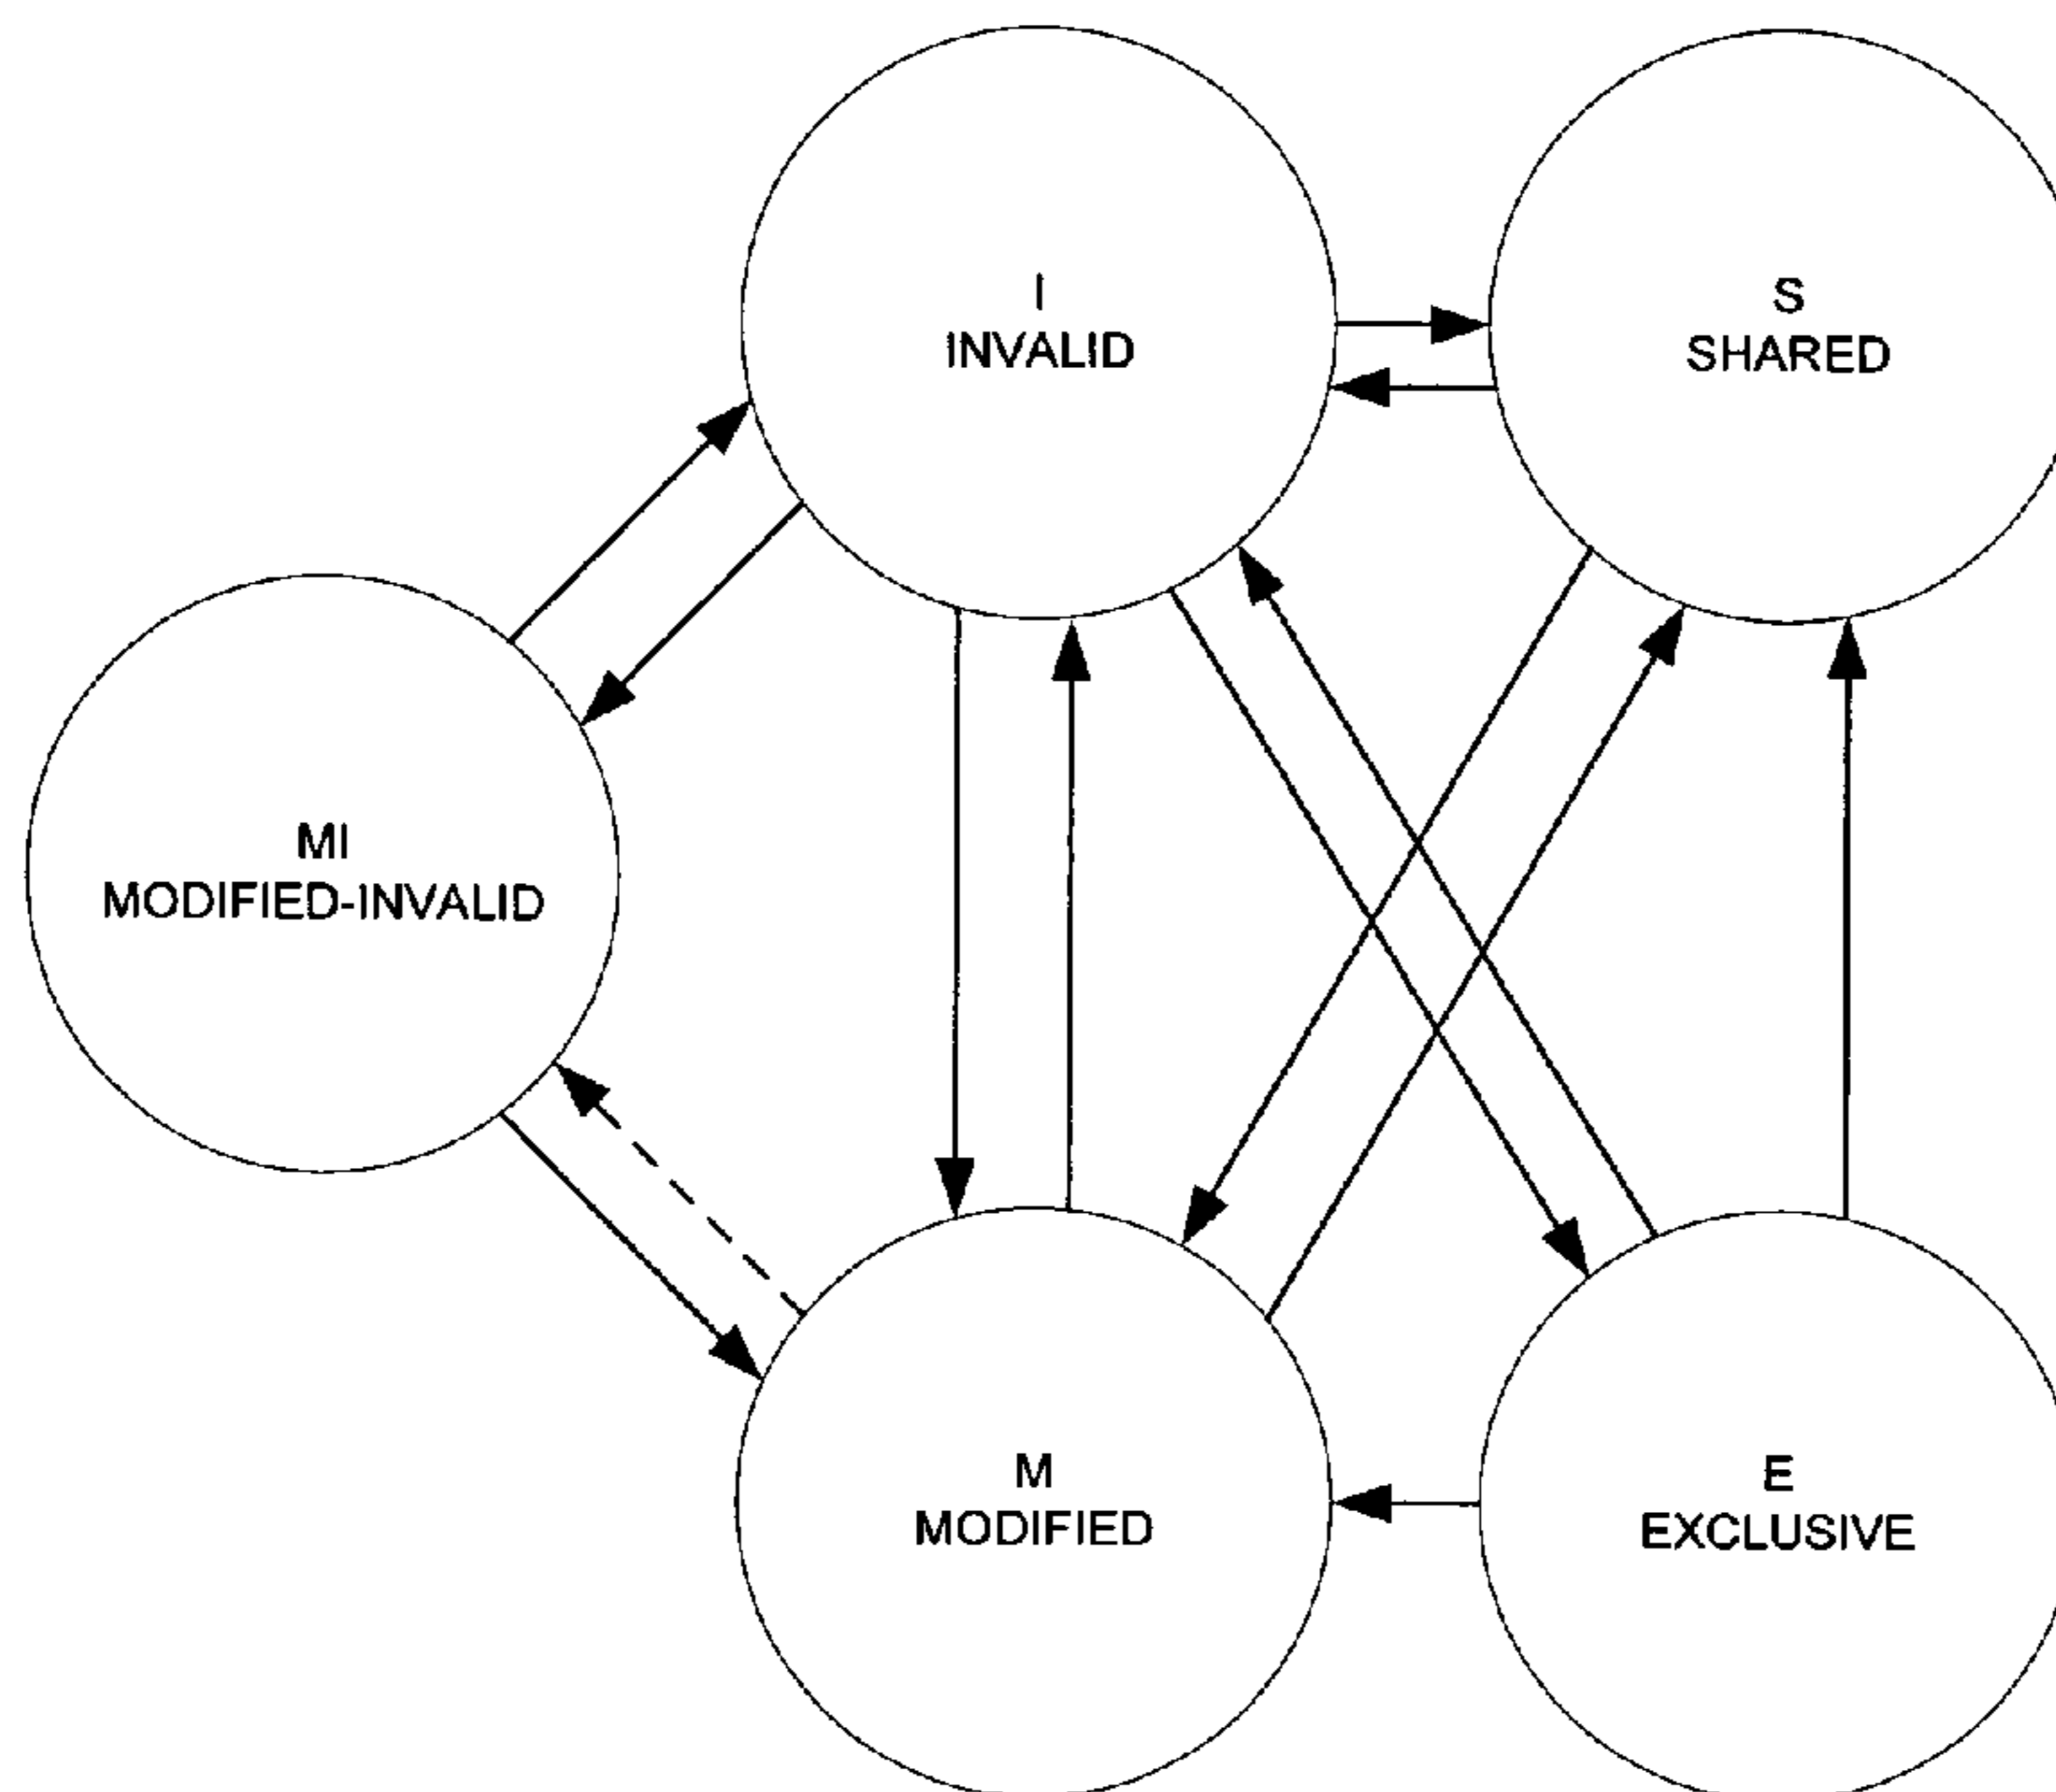 I
INVALID
S
SHARED
MI
MODIFIED-INVALID
M
MODIFIED
E
EXCLUSIVE